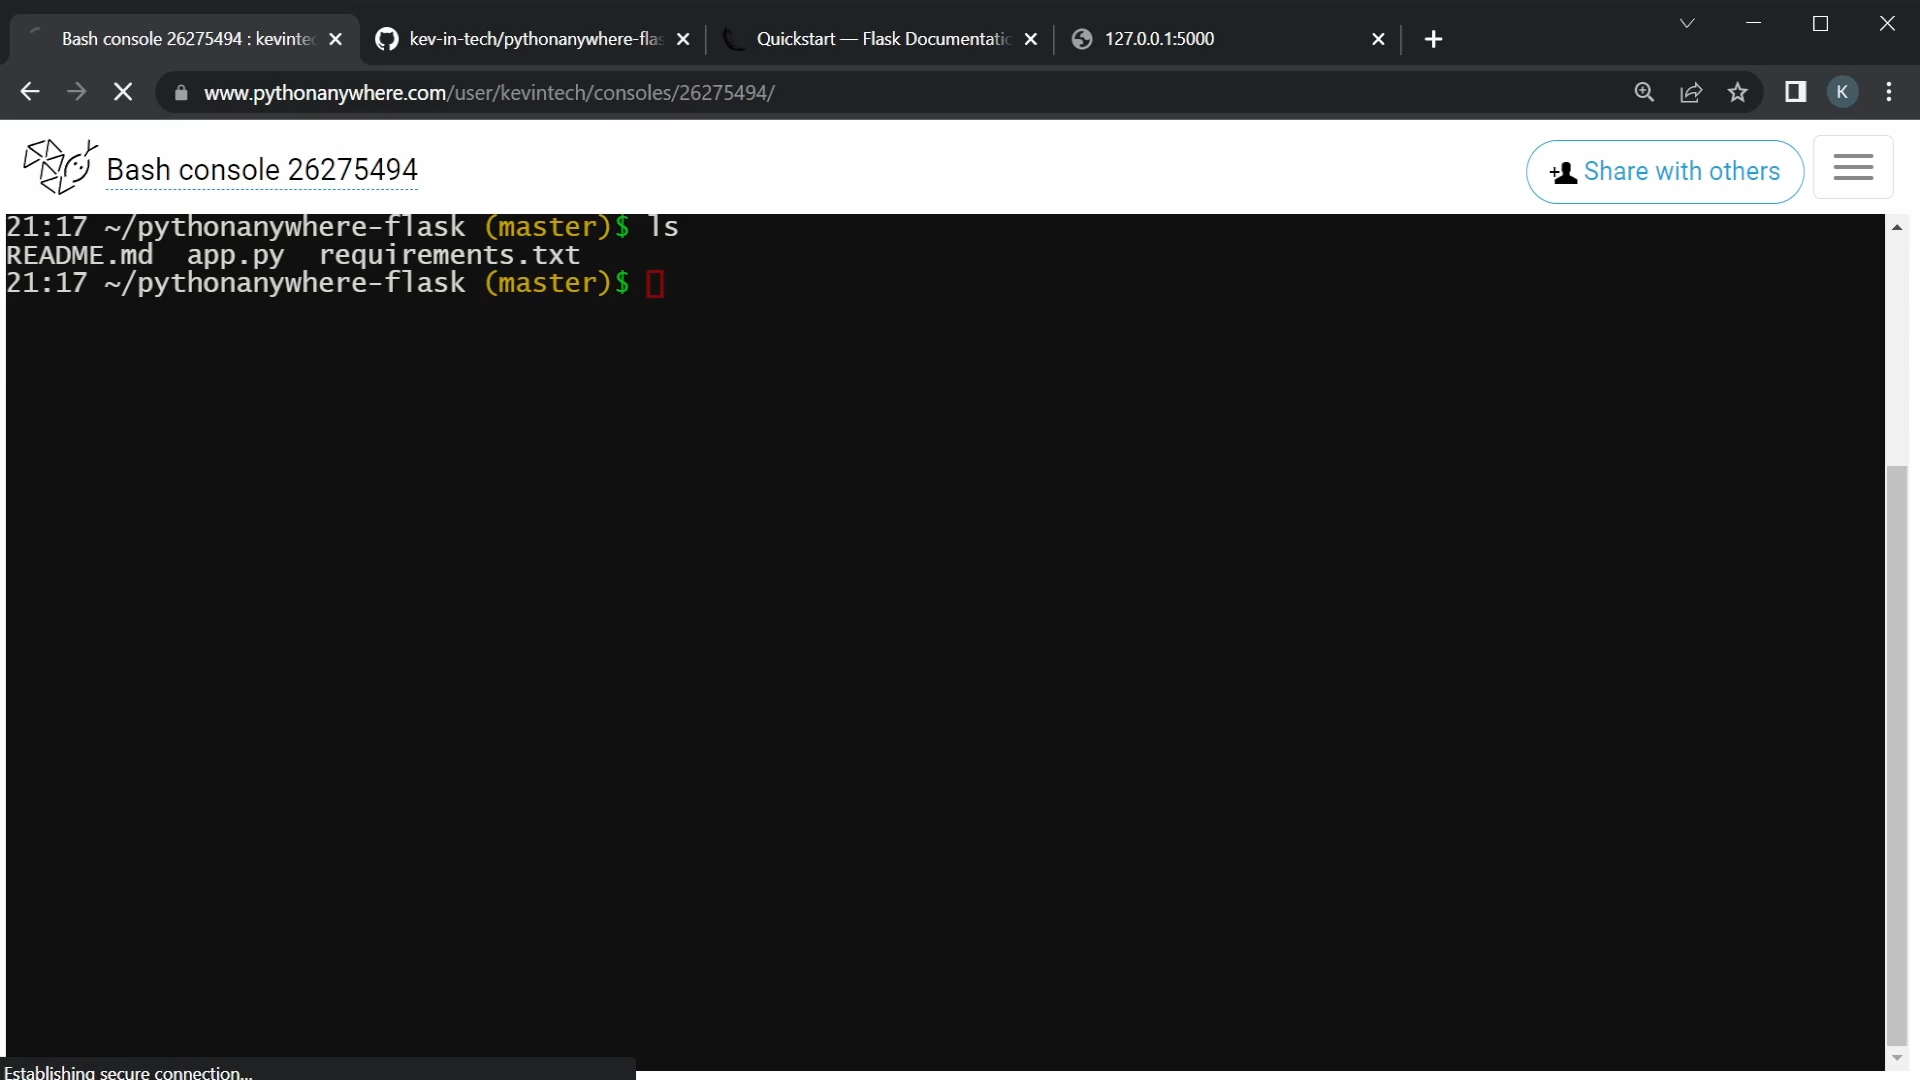 Bash console 26275494 : kevinte
kev-in-tech/pythonanywhere-flas
Quickstart — Flask Documentatic
127.0.0.1:5000
www.pythonanywhere.com/user/kevintech/consoles/26275494/
K
Bash console 26275494
Share with others
21:17 ~/pythonanywhere-flask (master)$ ls
README.md app.py requirements.txt
21:17 ~/pythonanywhere-flask (master)$
Establishing secure connection...